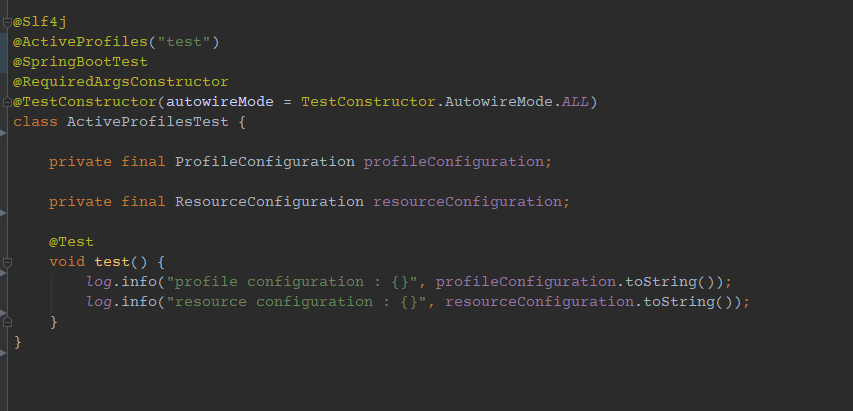 @Slf4j
@ActiveProfiles("test")
@SpringBootTest
@RequiredArgsConstructor
@TestConstructor(autowireMode = TestConstructor.AutowireMode.ALL)
class ActiveProfilesTest {
    private final ProfileConfiguration profileConfiguration;
    private final ResourceConfiguration resourceConfiguration;
    @Test
    void test() {
        log.info("profile configuration : {}", profileConfiguration.toString());
        log.info("resource configuration : {}", resourceConfiguration.toString());
    }
}